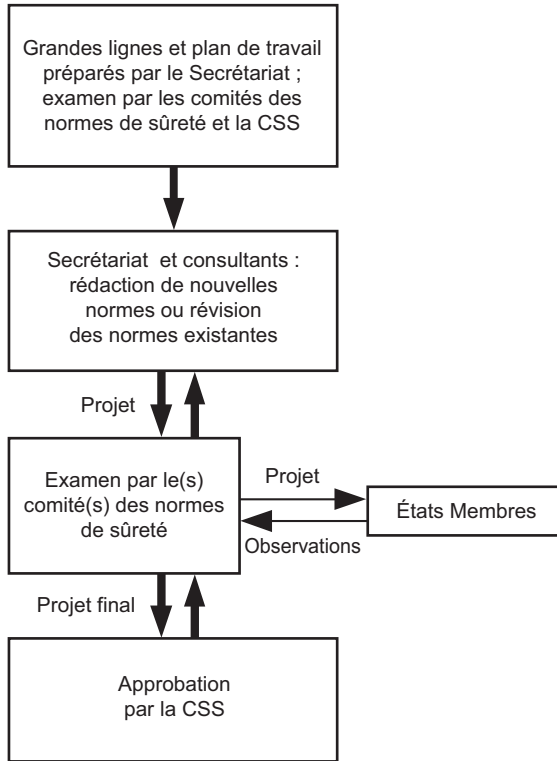 Grandes lignes et plan de travail
préparés par le Secrétariat ;
examen par les comités des
normes de sûreté et la CSS
Secrétariat et consultants :
rédaction de nouvelles
normes ou révision
des normes existantes
Projet
Examen par le(s)
comité(s) des normes
de sûreté
Projet
États Membres
Observations
Projet final
Approbation
par la CSS